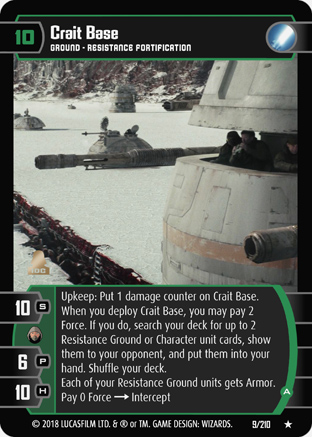 10
Crait Base
GROUND - RESISTANCE FORTIFICATION
100
10 S
6 P
10 H
Upkeep: Put 1 damage counter on Crait Base.
When you deploy Crait Base, you may pay 2
Force. If you do, search your deck for up to 2
Resistance Ground or Character unit cards, show
them to your opponent, and put them into your
hand. Shuffle your deck.
Each of your Resistance Ground units gets Armor.
Pay 0 Force → Intercept
A
© 2018 LUCASFILM LTD. & ® or TM. GAME DESIGN: WIZARDS. 9/210 ★